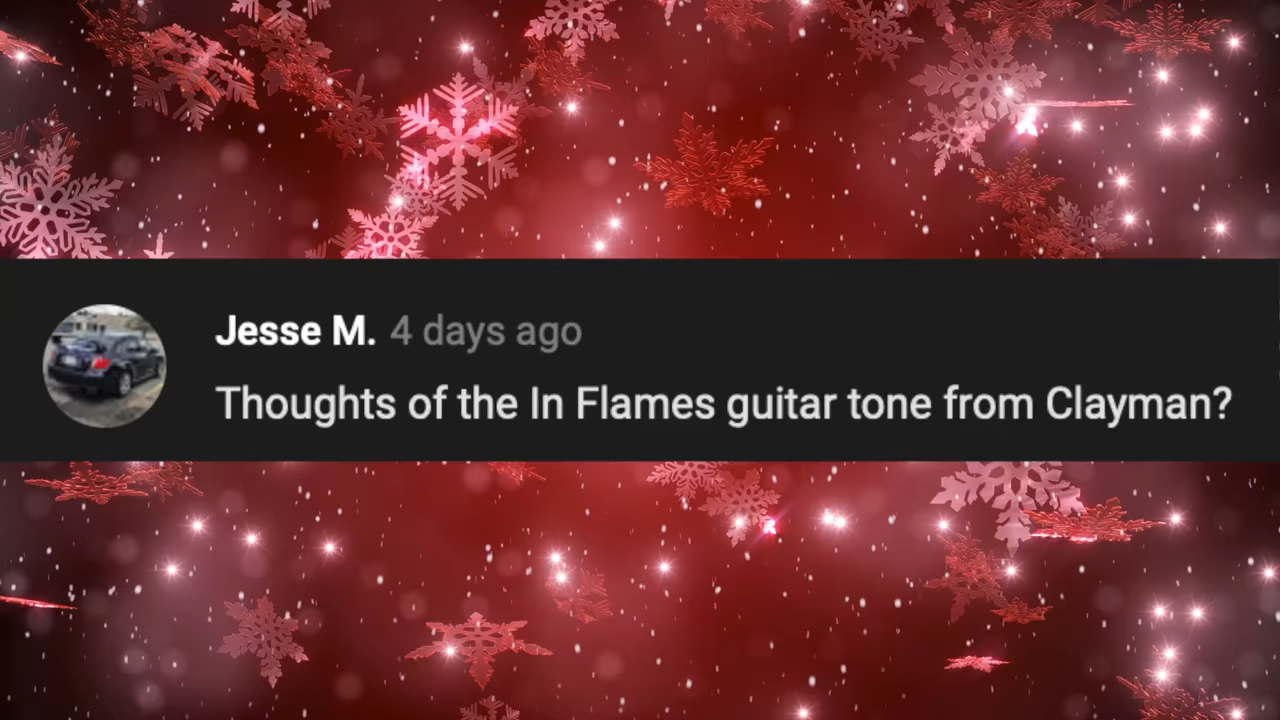 Jesse M. 4 days ago
Thoughts of the In Flames guitar tone from Clayman?